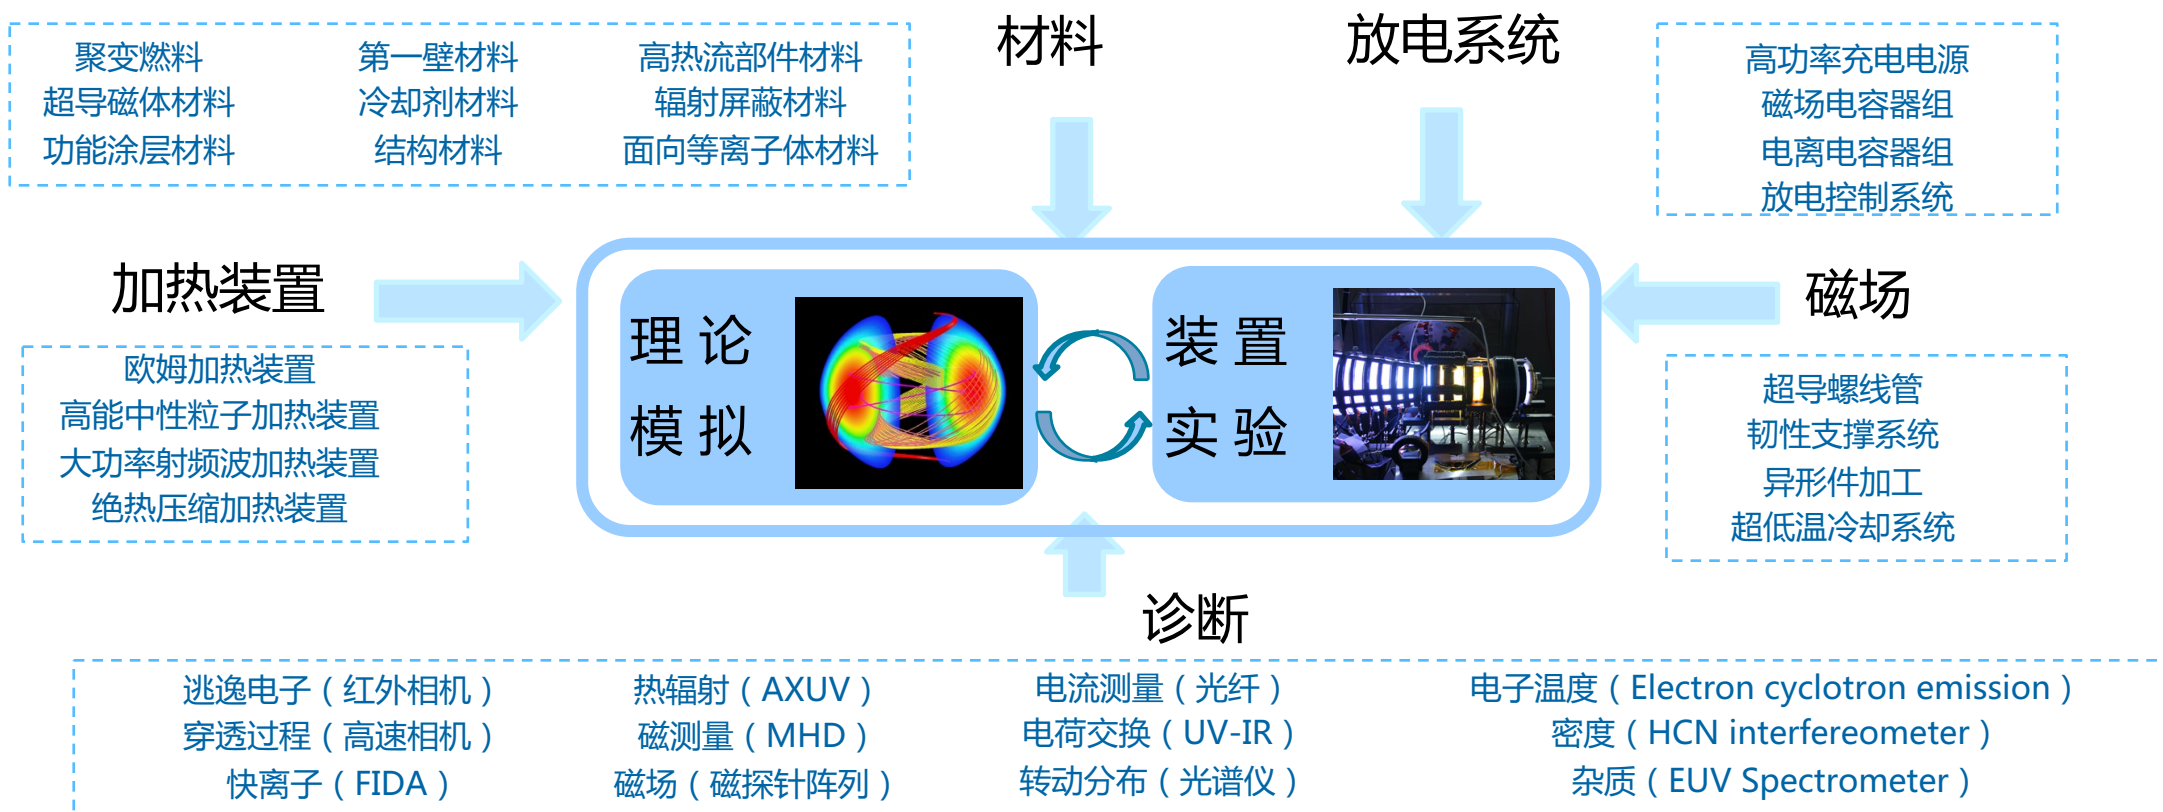 材料
放电系统
聚变燃料 第一壁材料 高热流部件材料
超导磁体材料 冷却剂材料 辐射屏蔽材料
功能涂层材料 结构材料 面向等离子体材料
高功率充电电源
磁场电容器组
电离电容器组
放电控制系统
加热装置
磁场
理论
模拟
装置
实验
欧姆加热装置
高能中性粒子加热装置
大功率射频波加热装置
绝热压缩加热装置
超导螺线管
韧性支撑系统
异形件加工
超低温冷却系统
诊断
逃逸电子（红外相机） 热辐射（AXUV） 电流测量（光纤） 电子温度（Electron cyclotron emission）
穿透过程（高速相机） 磁测量（MHD） 电荷交换（UV-IR） 密度（HCN interfereometer）
快离子（FIDA） 磁场（磁探针阵列） 转动分布（光谱仪） 杂质（EUV Spectrometer）